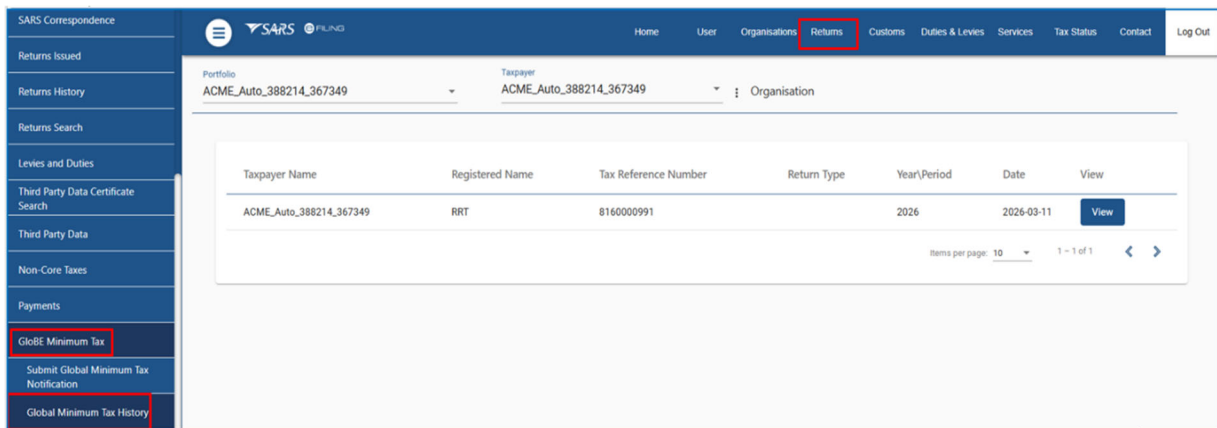 SARS Correspondence
Returns Issued
Returns History
Returns Search
Levies and Duties
Third Party Data Certificate
Search
Third Party Data
Non-Core Taxes
Payments
GloBE Minimum Tax
Submit Global Minimum Tax
Notification
Global Minimum Tax History
SARS eFILING
Home User Organisations Returns Customs Duties & Levies Services Tax Status Contact Log Out
Portfolio Taxpayer
ACME_Auto_388214_367349 ACME_Auto_388214_367349 Organisation
Taxpayer Name Registered Name Tax Reference Number Return Type Year\Period Date View
ACME_Auto_388214_367349 RRT 8160000991 2026 2026-03-11 View
Items per page: 10 1 – 1 of 1